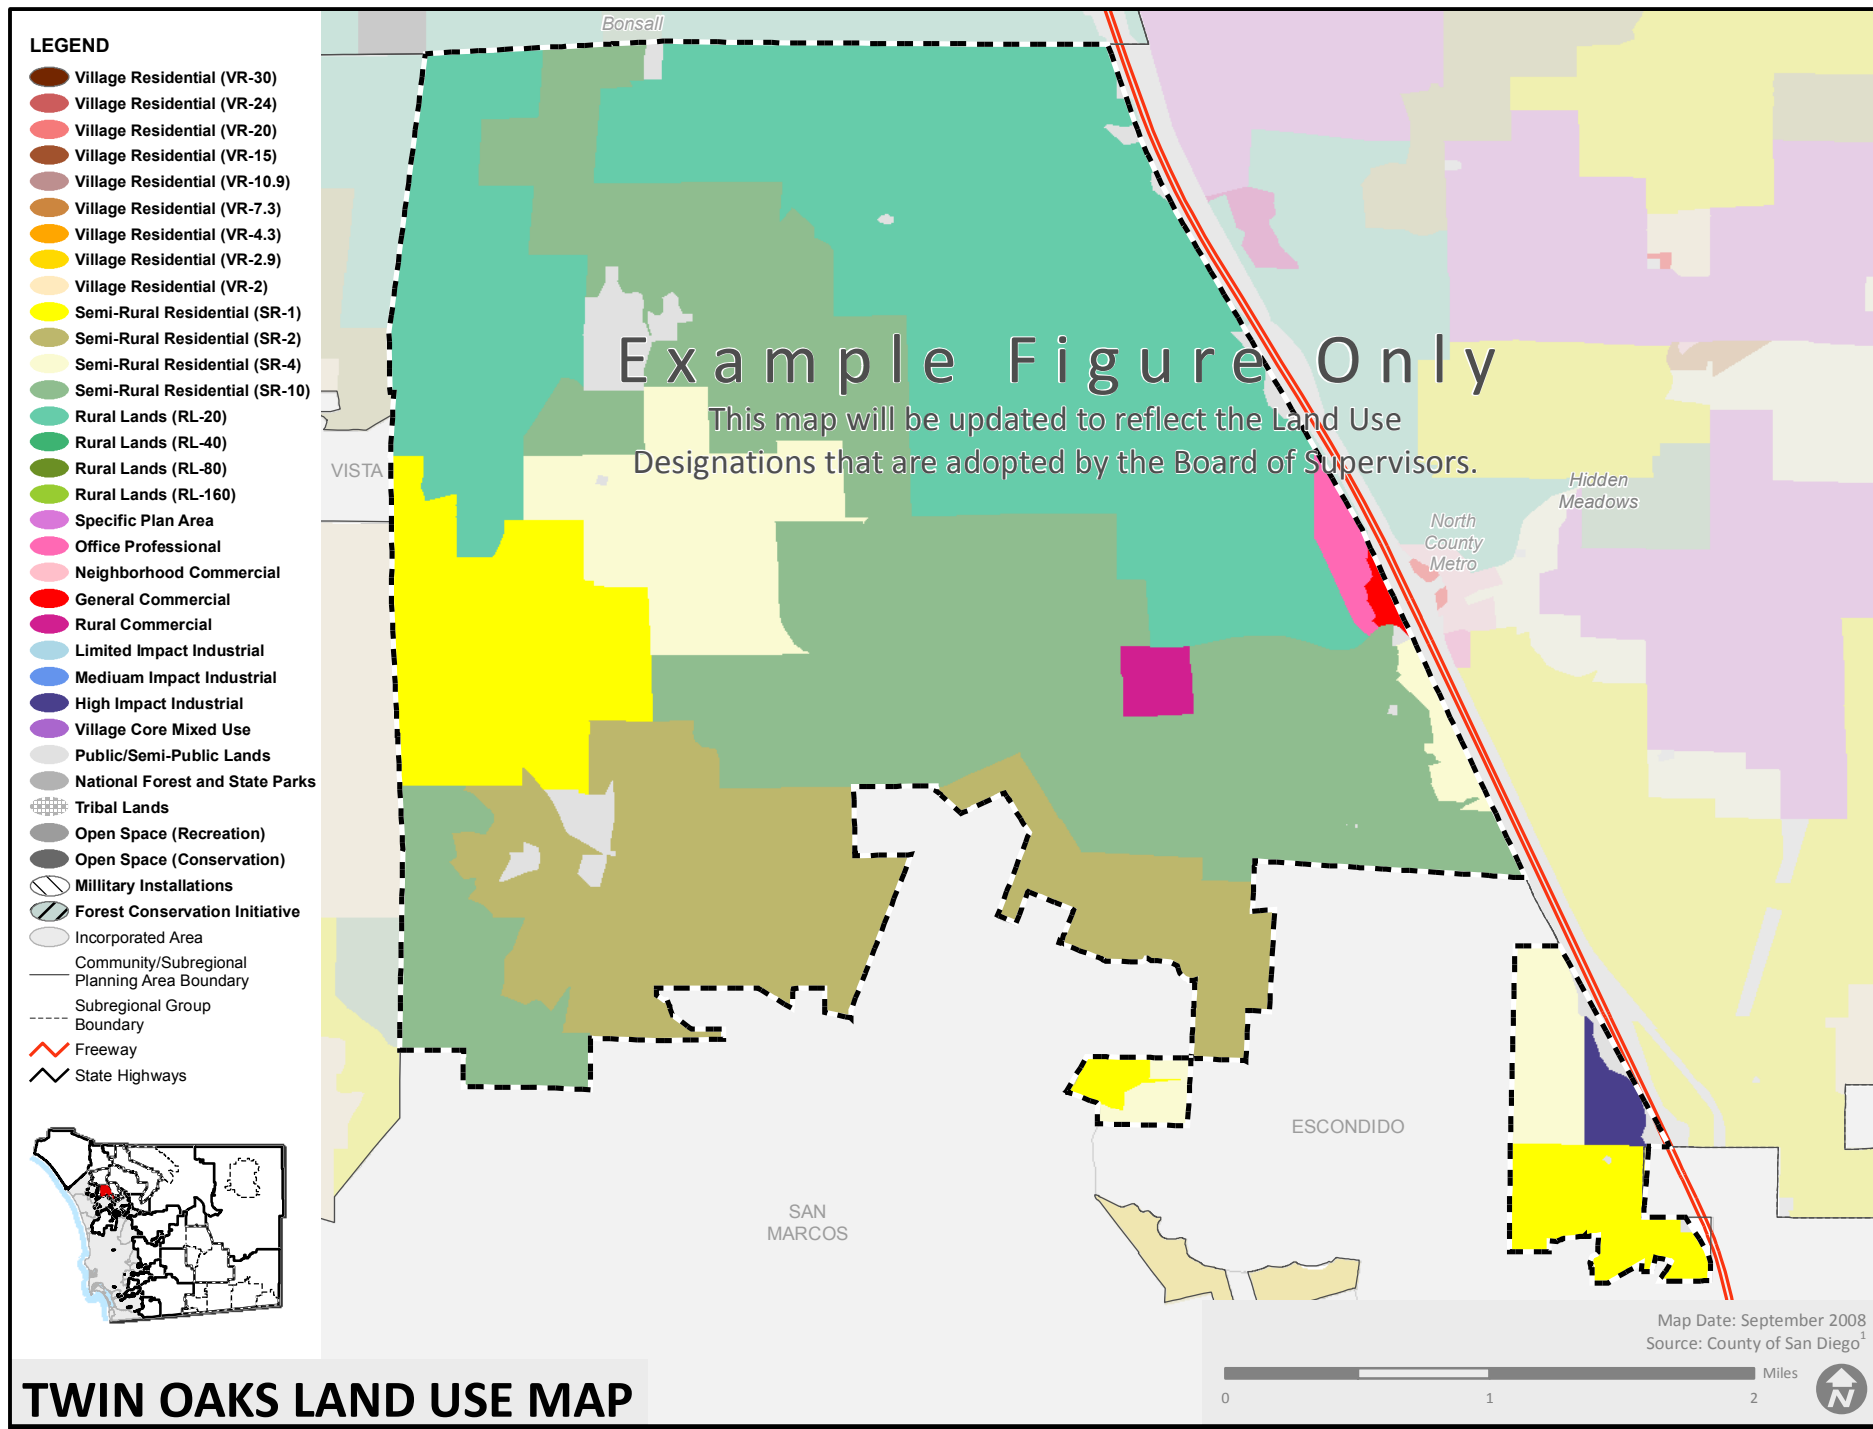 LEGEND
Village Residential (VR-30)
Village Residential (VR-24)
Village Residential (VR-20)
Village Residential (VR-15)
Village Residential (VR-10.9)
Village Residential (VR-7.3)
Village Residential (VR-4.3)
Village Residential (VR-2.9)
Village Residential (VR-2)
Semi-Rural Residential (SR-1)
Semi-Rural Residential (SR-2)
Semi-Rural Residential (SR-4)
Semi-Rural Residential (SR-10)
Rural Lands (RL-20)
Rural Lands (RL-40)
Rural Lands (RL-80)
Rural Lands (RL-160)
Specific Plan Area
Office Professional
Neighborhood Commercial
General Commercial
Rural Commercial
Limited Impact Industrial
Mediuam Impact Industrial
High Impact Industrial
Village Core Mixed Use
Public/Semi-Public Lands
National Forest and State Parks
Tribal Lands
Open Space (Recreation)
Open Space (Conservation)
Millitary Installations
Forest Conservation Initiative
Incorporated Area
Community/Subregional
Planning Area Boundary
Subregional Group
Boundary
Freeway
State Highways
Bonsall
Example Figure Only
This map will be updated to reflect the Land Use
Designations that are adopted by the Board of Supervisors.
VISTA
Hidden
Meadows
North
County
Metro
ESCONDIDO
SAN
MARCOS
Map Date: September 2008
Source: County of San Diego1
Miles
0 1 2
N
TWIN OAKS LAND USE MAP